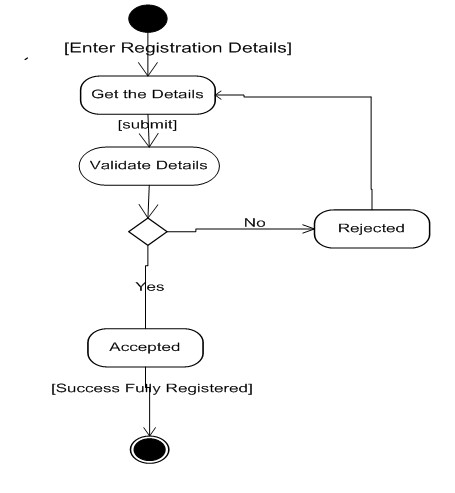 [Enter Registration Details]
Get the Details
[submit]
Validate Details
No
Rejected
Yes
Accepted
[Success Fully Registered]